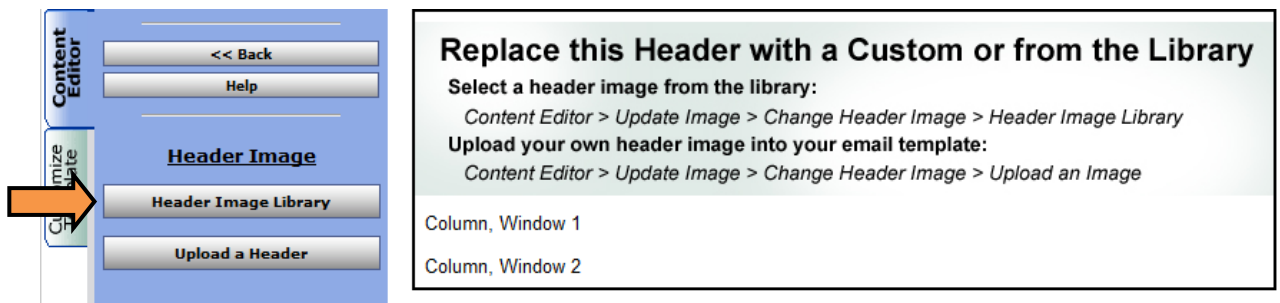 Content
Editor
<< Back
Help
Header Image
Header Image Library
Upload a Header
Replace this Header with a Custom or from the Library
Select a header image from the library:
Content Editor > Update Image > Change Header Image > Header Image Library
Upload your own header image into your email template:
Content Editor > Update Image > Change Header Image > Upload an Image
Column, Window 1
Column, Window 2